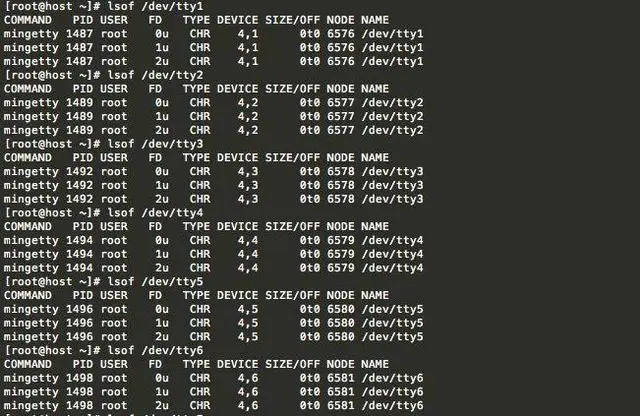 [root@host ~]# lsof /dev/tty1
COMMAND   PID USER   FD   TYPE DEVICE SIZE/OFF NODE NAME
mingetty 1487 root    0u   CHR    4,1      0t0 6576 /dev/tty1
mingetty 1487 root    1u   CHR    4,1      0t0 6576 /dev/tty1
mingetty 1487 root    2u   CHR    4,1      0t0 6576 /dev/tty1
[root@host ~]# lsof /dev/tty2
COMMAND   PID USER   FD   TYPE DEVICE SIZE/OFF NODE NAME
mingetty 1489 root    0u   CHR    4,2      0t0 6577 /dev/tty2
mingetty 1489 root    1u   CHR    4,2      0t0 6577 /dev/tty2
mingetty 1489 root    2u   CHR    4,2      0t0 6577 /dev/tty2
[root@host ~]# lsof /dev/tty3
COMMAND   PID USER   FD   TYPE DEVICE SIZE/OFF NODE NAME
mingetty 1492 root    0u   CHR    4,3      0t0 6578 /dev/tty3
mingetty 1492 root    1u   CHR    4,3      0t0 6578 /dev/tty3
mingetty 1492 root    2u   CHR    4,3      0t0 6578 /dev/tty3
[root@host ~]# lsof /dev/tty4
COMMAND   PID USER   FD   TYPE DEVICE SIZE/OFF NODE NAME
mingetty 1494 root    0u   CHR    4,4      0t0 6579 /dev/tty4
mingetty 1494 root    1u   CHR    4,4      0t0 6579 /dev/tty4
mingetty 1494 root    2u   CHR    4,4      0t0 6579 /dev/tty4
[root@host ~]# lsof /dev/tty5
COMMAND   PID USER   FD   TYPE DEVICE SIZE/OFF NODE NAME
mingetty 1496 root    0u   CHR    4,5      0t0 6580 /dev/tty5
mingetty 1496 root    1u   CHR    4,5      0t0 6580 /dev/tty5
mingetty 1496 root    2u   CHR    4,5      0t0 6580 /dev/tty5
[root@host ~]# lsof /dev/tty6
COMMAND   PID USER   FD   TYPE DEVICE SIZE/OFF NODE NAME
mingetty 1498 root    0u   CHR    4,6      0t0 6581 /dev/tty6
mingetty 1498 root    1u   CHR    4,6      0t0 6581 /dev/tty6
mingetty 1498 root    2u   CHR    4,6      0t0 6581 /dev/tty6